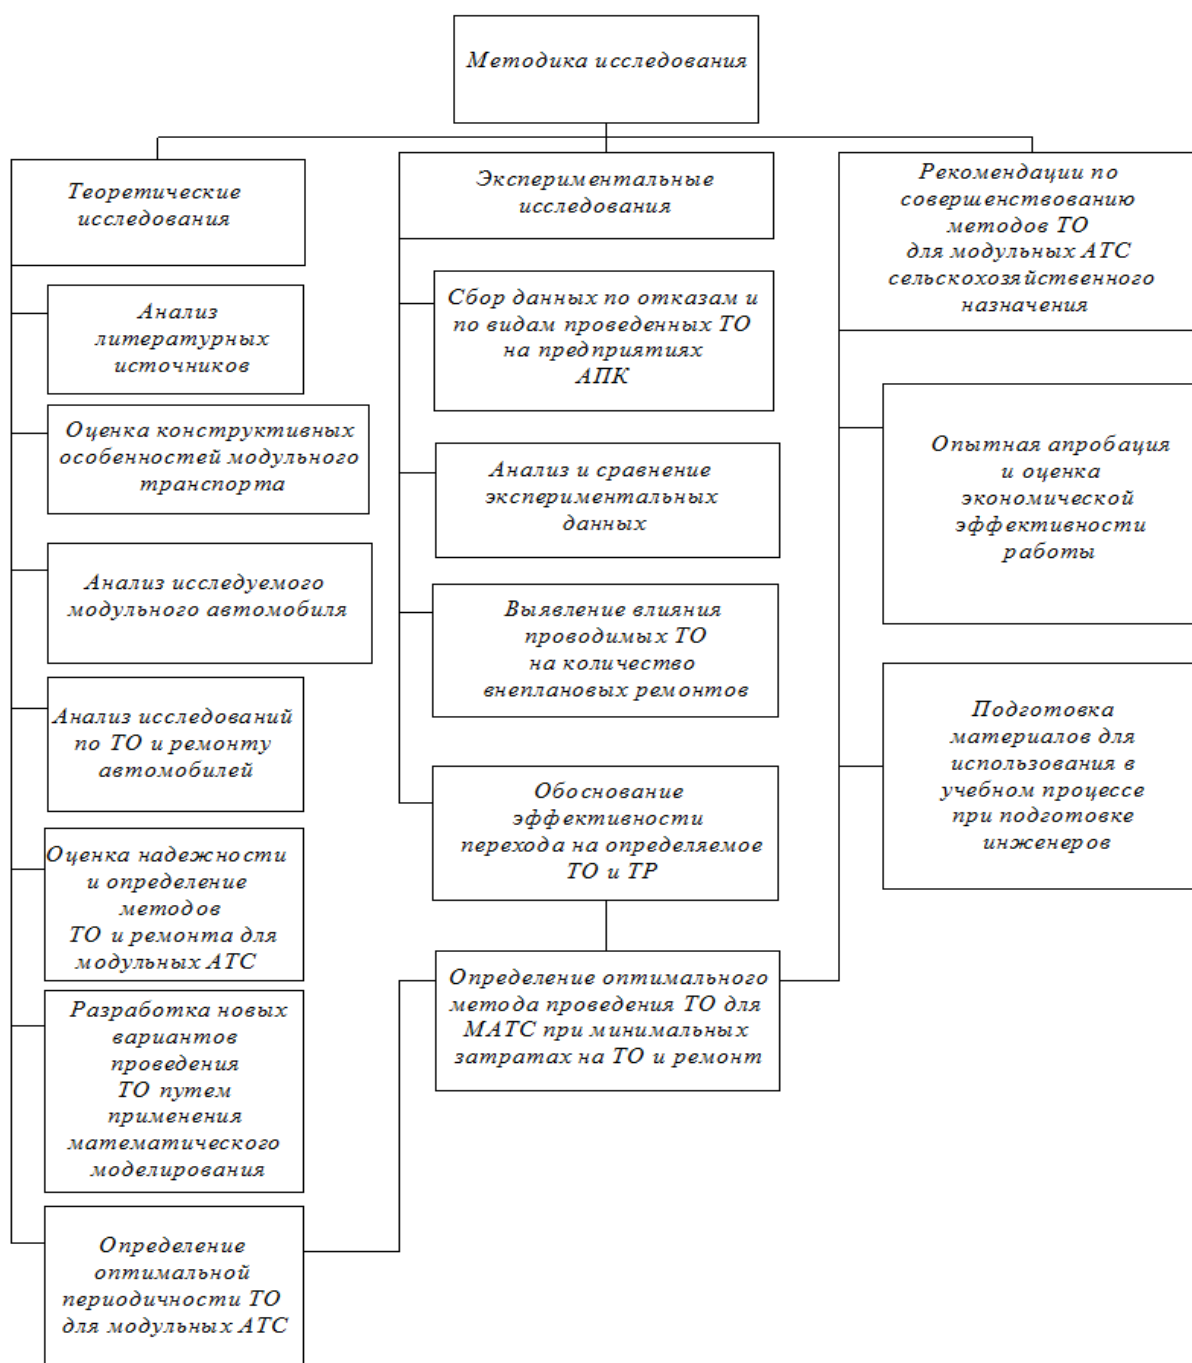 Методика исследования
Теоретические
исследования
Анализ
литературных
источников
Оценка конструктивных
особенностей модульного
транспорта
Анализ исследуемого
модульного автомобиля
Анализ исследований
по ТО и ремонту
автомобилей
Оценка надежности
и определение
методов
ТО и ремонта для
модульных АТС
Разработка новых
вариантов
проведения
ТО путем
применения
математического
моделирования
Определение
оптимальной
периодичности ТО
для модульных АТС
Экспериментальные
исследования
Сбор данных по отказам и
по видам проведенных ТО
на предприятиях
АПК
Анализ и сравнение
экспериментальных
данных
Выявление влияния
проводимых ТО
на количество
внеплановых ремонтов
Обоснование
эффективности
перехода на определяемое
ТО и ТР
Определение оптимального
метода проведения ТО для
МАТС при минимальных
затратах на ТО и ремонт
Рекомендации по
совершенствованию
методов ТО
для модульных АТС
сельскохозяйственного
назначения
Опытная апробация
и оценка
экономической
эффективности
работы
Подготовка
материалов для
использования в
учебном процессе
при подготовке
инженеров